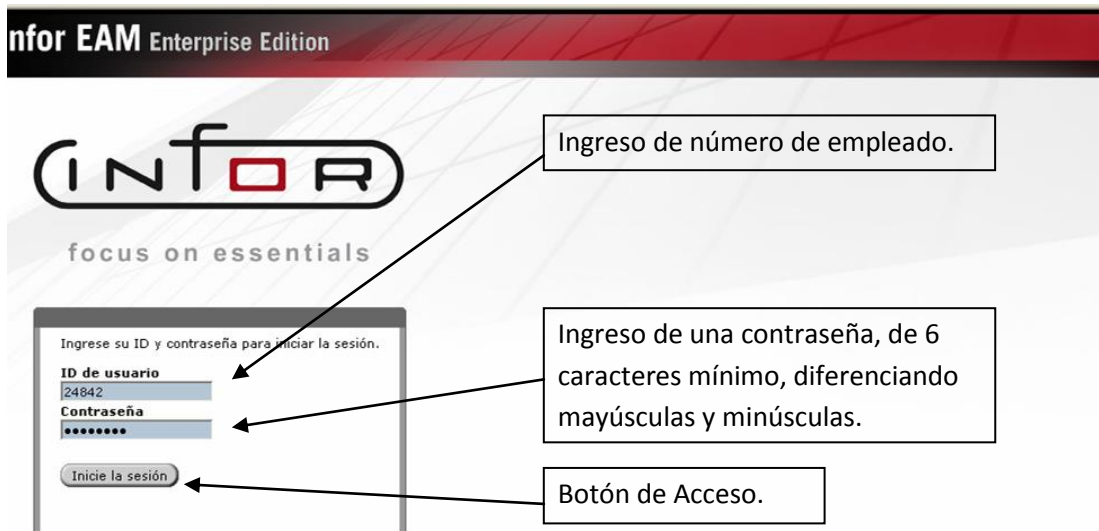 nfor EAM Enterprise Edition
Ingreso de número de empleado.
infor
focus on essentials
Ingreso de una contraseña, de 6
caracteres mínimo, diferenciando
mayúsculas y minúsculas.
Ingrese su ID y contraseña para iniciar la sesión.
ID de usuario
24842
Contraseña
••••••••
Inicie la sesión
Botón de Acceso.